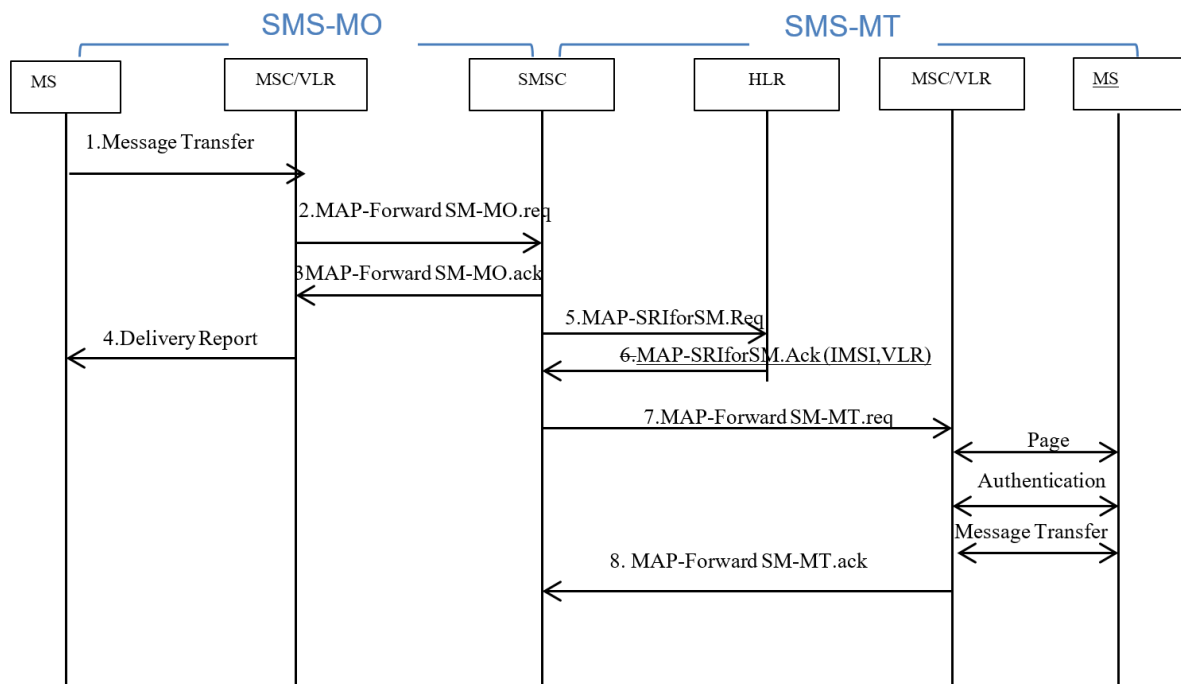 SMS-MO
SMS-MT
MS
MSC/VLR
SMSC
HLR
MSC/VLR
MS
1.Message Transfer
2.MAP-Forward SM-MO.req
3MAP-Forward SM-MO.ack
5.MAP-SRIforSM.Req
4.Delivery Report
6.MAP-SRIforSM.Ack (IMSI,VLR)
7.MAP-Forward SM-MT.req
Page
Authentication
Message Transfer
8. MAP-Forward SM-MT.ack